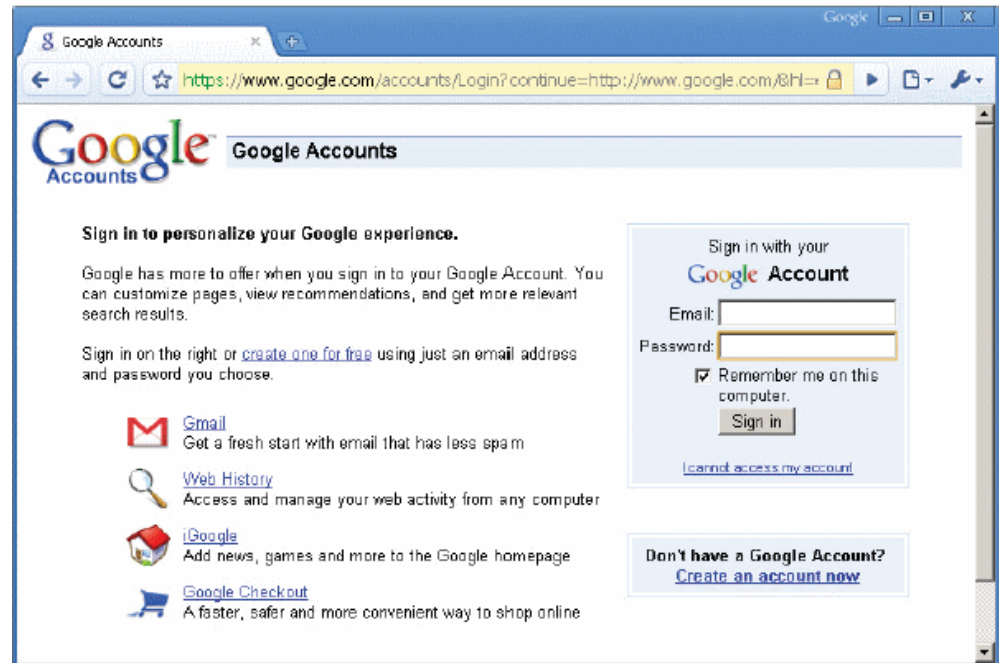 Google
Google Accounts
https://www.google.com/accounts/Login?continue=http://www.google.com/&hl=
Google™
Accounts
Google Accounts
Sign in to personalize your Google experience.
Google has more to offer when you sign in to your Google Account. You
can customize pages, view recommendations, and get more relevant
search results.
Sign in on the right or create one for free using just an email address
and password you choose.
Gmail
Get a fresh start with email that has less spam
Web History
Access and manage your web activity from any computer
iGoogle
Add news, games and more to the Google homepage
Google Checkout
A faster, safer and more convenient way to shop online
Sign in with your
Google Account
Email:
Password:
Remember me on this
computer.
Sign in
I cannot access my account
Don't have a Google Account?
Create an account now